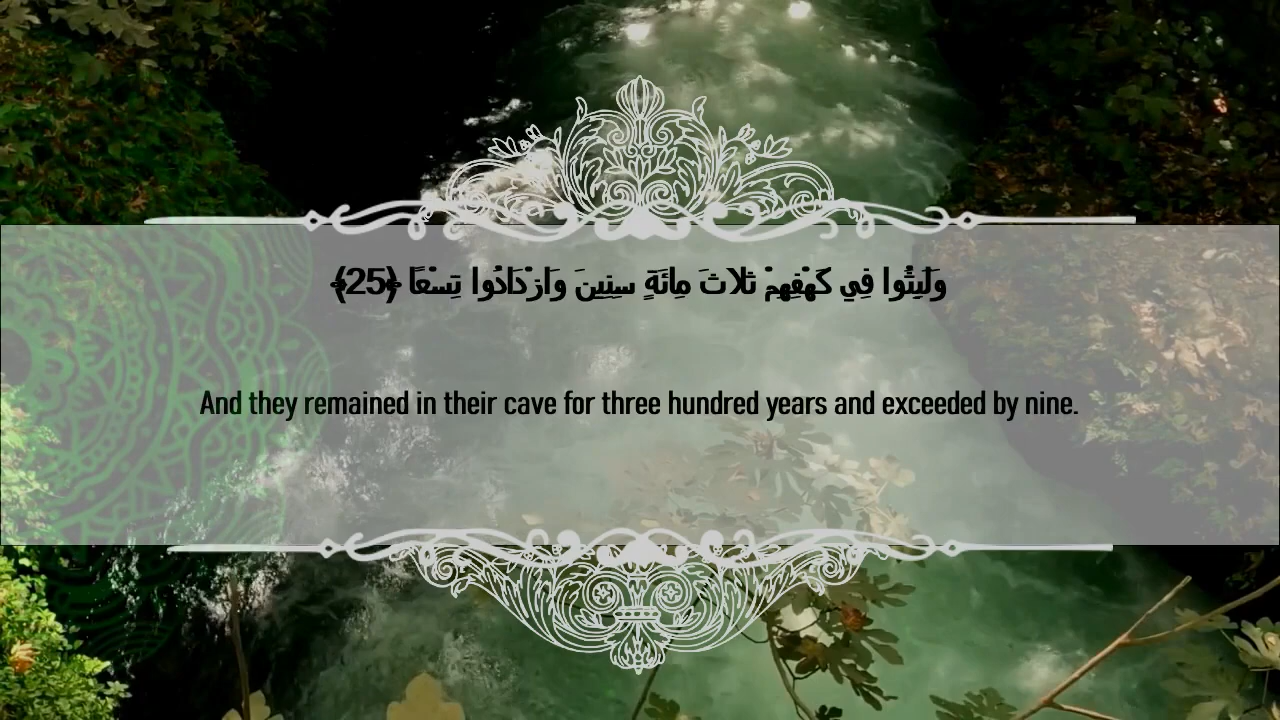 وَلَبِثُوا فِي كَهْفِهِمْ ثَلَاثَ مِائَةٍ سِنِينَ وَازْدَادُوا تِسْعًا ﴿25﴾
And they remained in their cave for three hundred years and exceeded by nine.